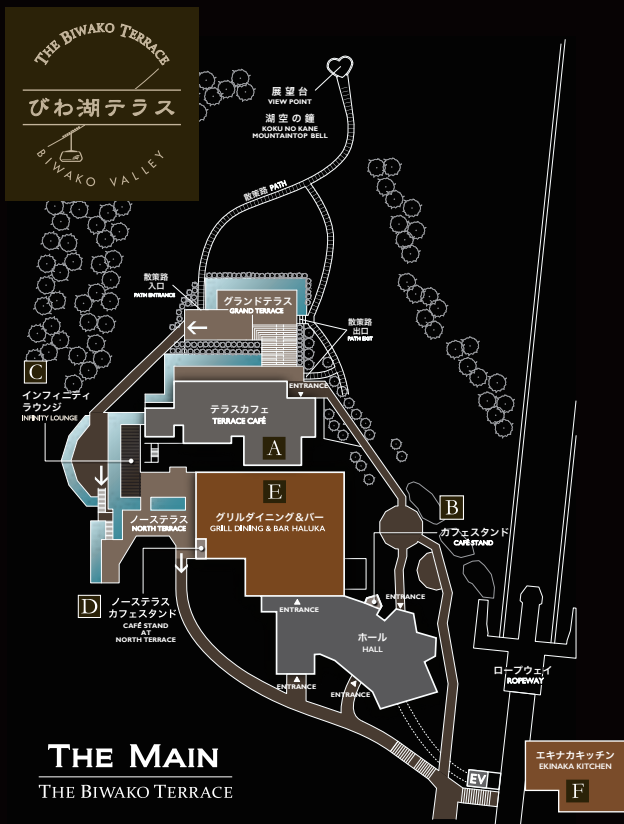 THE BIWAKO TERRACE
びわ湖テラス
BIWAKO VALLEY
展望台
VIEW POINT
湖空の鐘
KOKU NO KANE
MOUNTAINTOP BELL
散策路 PATH
散策路
入口
PATH ENTRANCE
グランドテラス
GRAND TERRACE
散策路
出口
PATH EXIT
C
インフィニティ
ラウンジ
INFINITY LOUNGE
ENTRANCE
テラスカフェ
TERRACE CAFÉ
A
E
グリルダイニング&バー
GRILL DINING & BAR HALUKA
ノーステラス
NORTH TERRACE
B
カフェスタンド
CAFÉ STAND
D
ノーステラス
カフェスタンド
CAFÉ STAND
AT
NORTH TERRACE
ENTRANCE
ENTRANCE
ホール
HALL
ENTRANCE
ENTRANCE
ロープウェイ
ROPEWAY
EV
エキナカキッチン
EKINAKA KITCHEN
F
THE MAIN
THE BIWAKO TERRACE